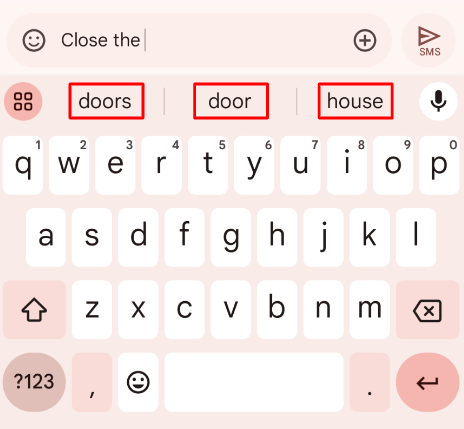 Close the
SMS
doors door house
1 2 3 4 5 6 7 8 9 0
q w e r t y u i o p
a s d f g h j k l
z x c v b n m
?123 , .